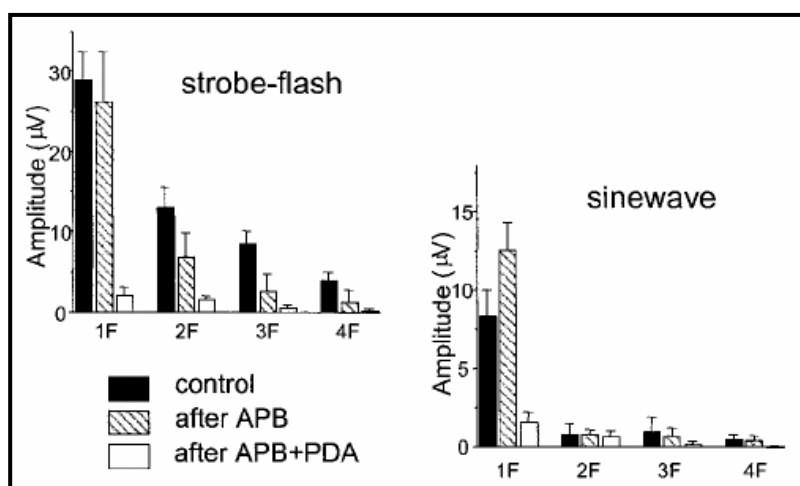 strobe-flash
Amplitude (µV)
30
20
10
0
1F 2F 3F 4F
control
after APB
after APB+PDA
sinewave
Amplitude (µV)
15
10
5
0
1F 2F 3F 4F